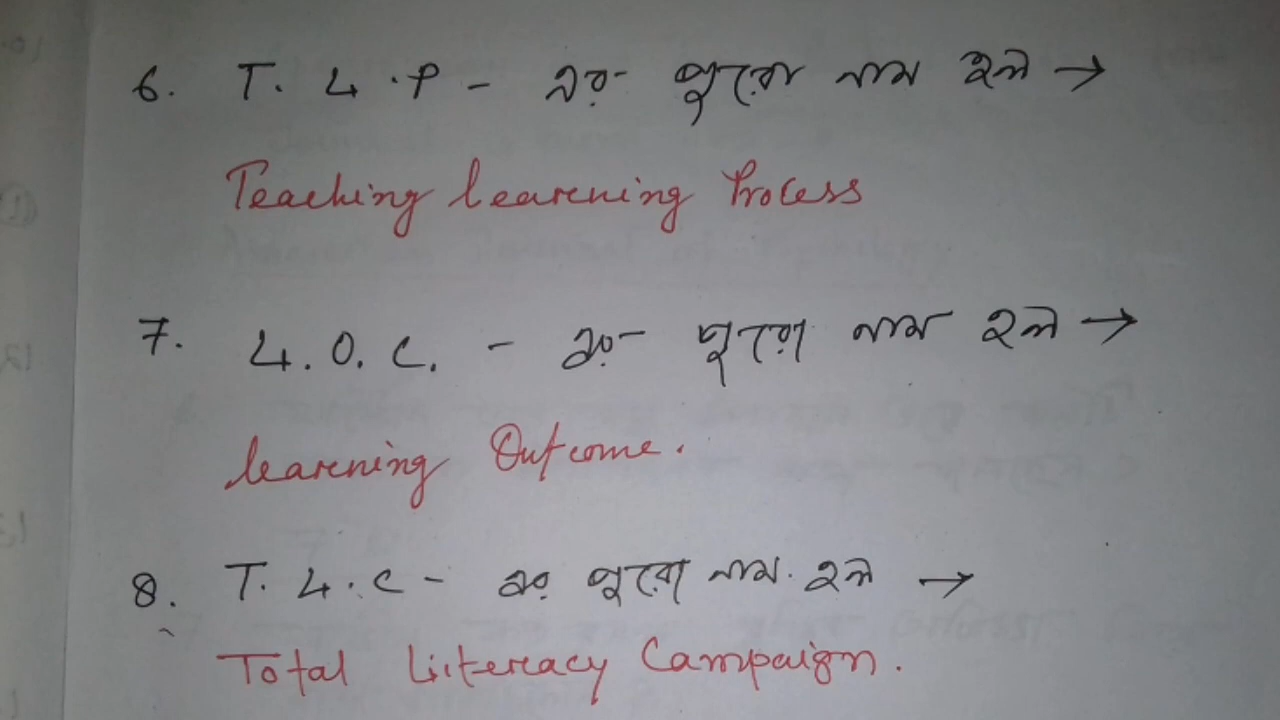 6. T. L.P - এর পুরো নাম হল →
Teaching learning Process
7. L.O.C. - এর পুরো নাম হল →
learning Outcome.
8. T.L.C - এর পুরো নাম হল →
Total Literacy Campaign.